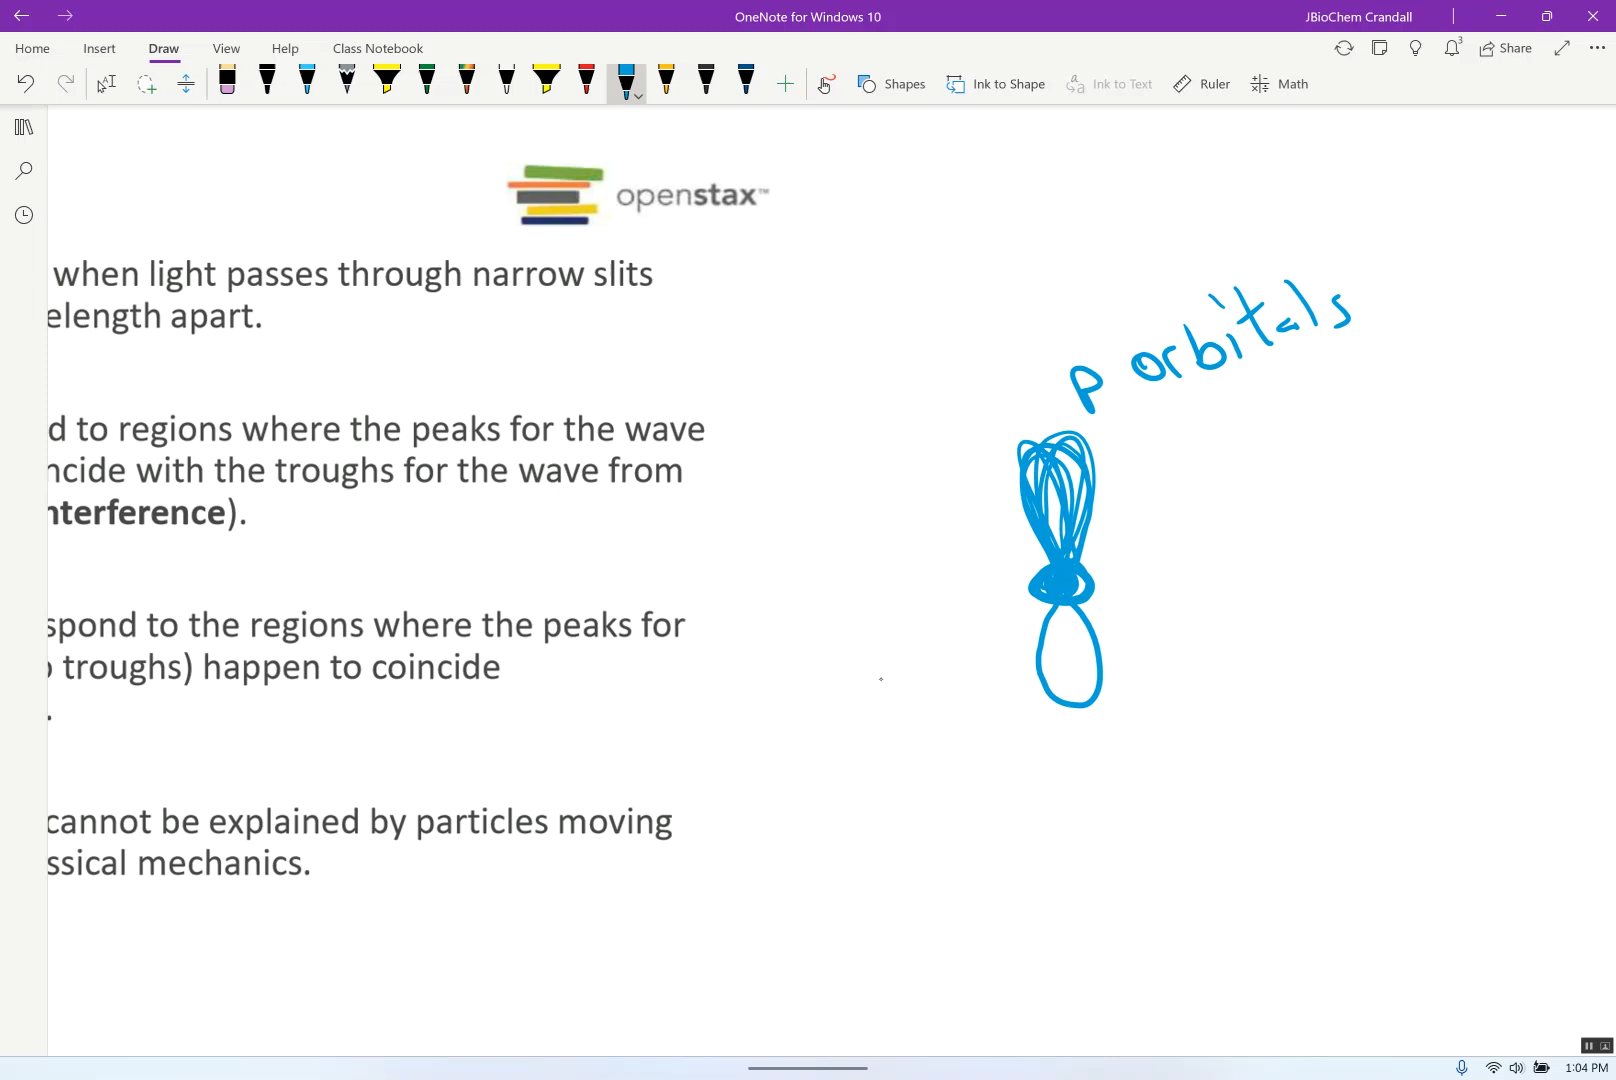 OneNote for Windows 10
JBioChem Crandall
Home Insert Draw View Help Class Notebook
3 Share
Shapes Ink to Shape Ink to Text Ruler Math
openstax™
when light passes through narrow slits
elength apart.
p orbitals
d to regions where the peaks for the wave
ncide with the troughs for the wave from
nterference).
spond to the regions where the peaks for
o troughs) happen to coincide
.
cannot be explained by particles moving
ssical mechanics.
1:04 PM